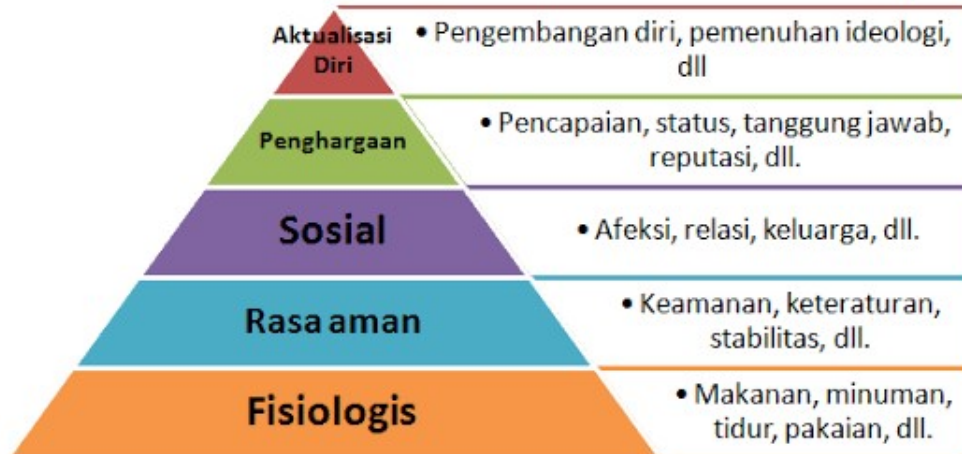 Aktualisasi
Diri
• Pengembangan diri, pemenuhan ideologi,
dll
Penghargaan
• Pencapaian, status, tanggung jawab,
reputasi, dll.
Sosial
• Afeksi, relasi, keluarga, dll.
Rasa aman
• Keamanan, keteraturan,
stabilitas, dll.
Fisiologis
• Makanan, minuman,
tidur, pakaian, dll.